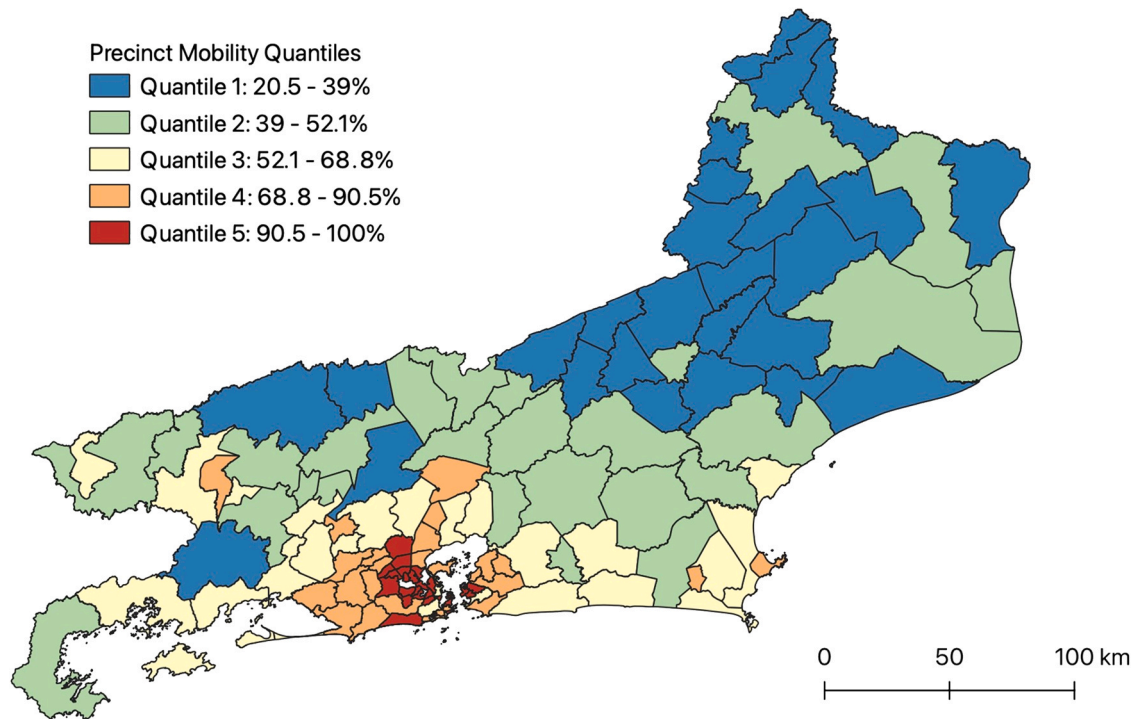 Precinct Mobility Quantiles
Quantile 1: 20.5 - 39%
Quantile 2: 39 - 52.1%
Quantile 3: 52.1 - 68.8%
Quantile 4: 68.8 - 90.5%
Quantile 5: 90.5 - 100%
0 50 100 km